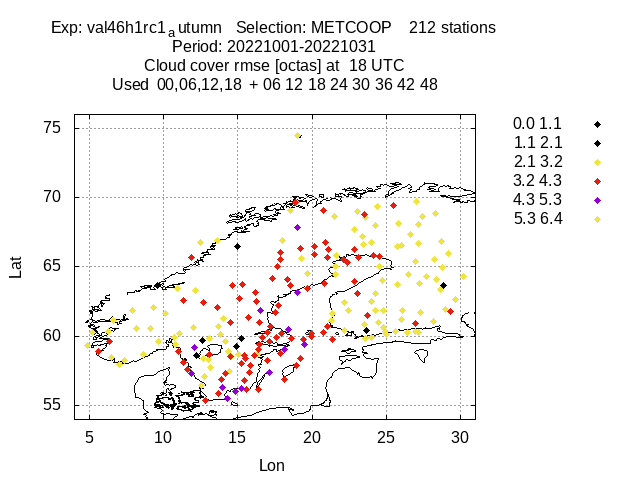 Exp: val46h1rc1_autumn   Selection: METCOOP    212 stations
Period: 20221001-20221031
Cloud cover rmse [octas] at  18 UTC
Used  00,06,12,18  + 06 12 18 24 30 36 42 48
0.0 1.1
1.1 2.1
2.1 3.2
3.2 4.3
4.3 5.3
5.3 6.4
75
70
65
60
55
Lat
5 10 15 20 25 30
Lon